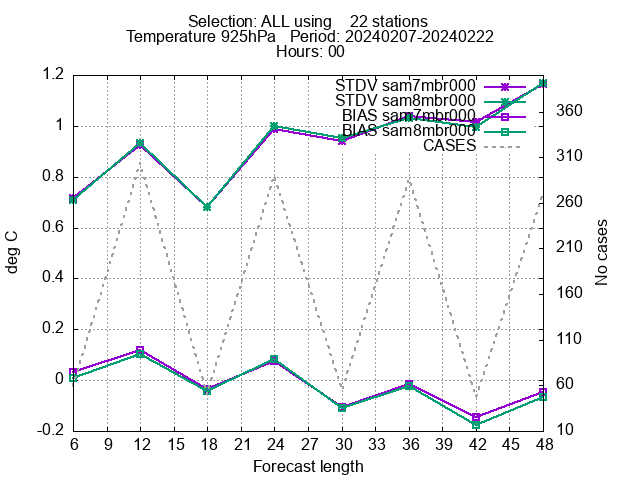 Selection: ALL using    22 stations
Temperature 925hPa   Period: 20240207-20240222
Hours: 00
STDV sam7mbr000
STDV sam8mbr000
BIAS sam7mbr000
BIAS sam8mbr000
CASES
1.2
1
0.8
0.6
0.4
0.2
0
-0.2
deg C
360
310
260
210
160
110
60
10
No cases
6 9 12 15 18 21 24 27 30 33 36 39 42 45 48
Forecast length